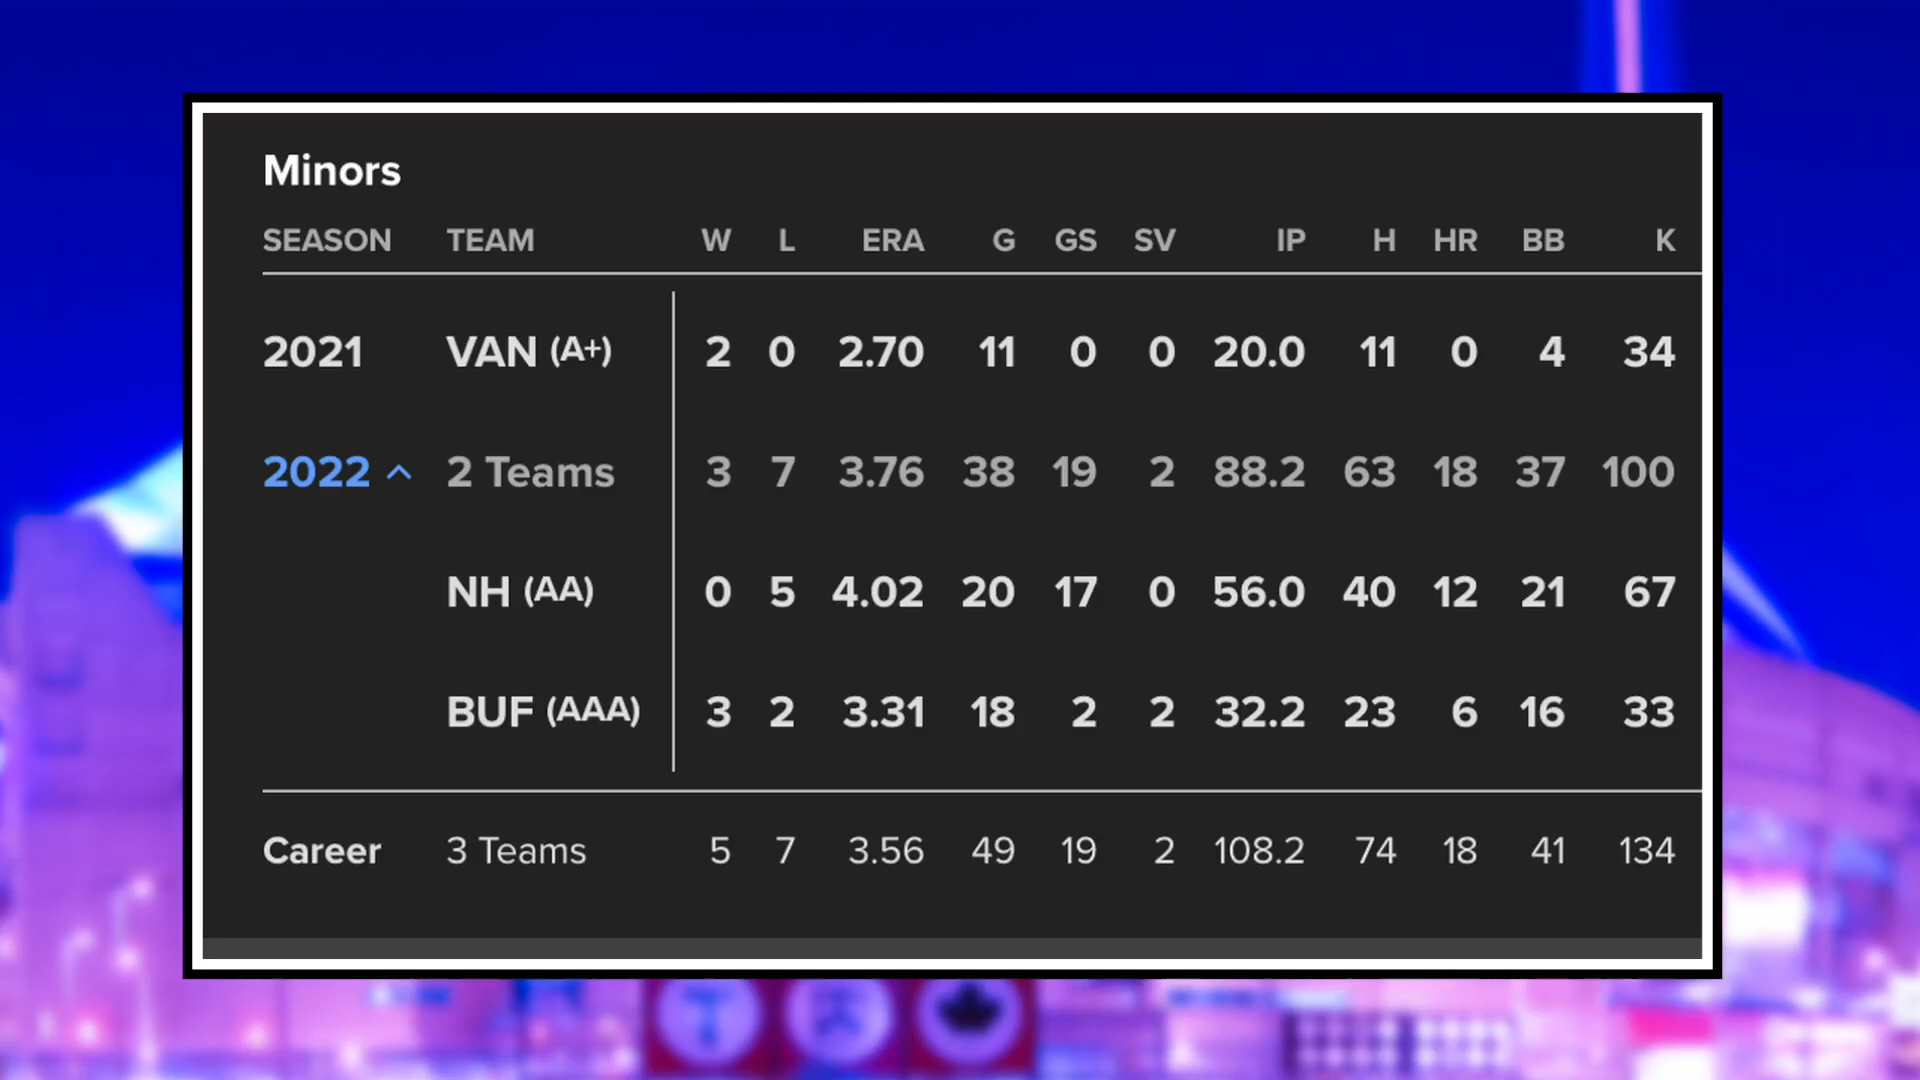 Minors
SEASON TEAM W L ERA G GS SV IP H HR BB K
2021 VAN (A+) 2 0 2.70 11 0 0 20.0 11 0 4 34
2022 2 Teams 3 7 3.76 38 19 2 88.2 63 18 37 100
NH (AA) 0 5 4.02 20 17 0 56.0 40 12 21 67
BUF (AAA) 3 2 3.31 18 2 2 32.2 23 6 16 33
Career 3 Teams 5 7 3.56 49 19 2 108.2 74 18 41 134